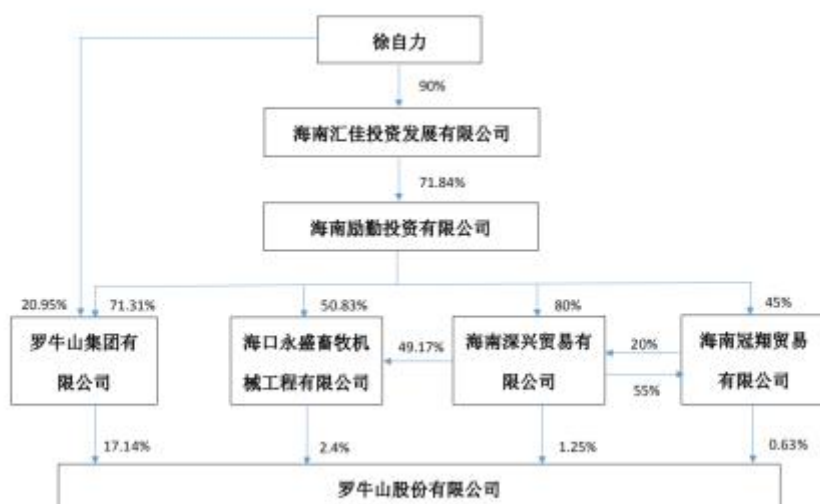 徐自力
90%
海南汇佳投资发展有限公司
71.84%
海南励勤投资有限公司
20.95%
71.31%
50.83%
80%
45%
罗牛山集团有
限公司
海口永盛畜牧机
械工程有限公司
49.17%
海南深兴贸易有
限公司
20%
55%
海南冠翔贸易
有限公司
17.14%
2.4%
1.25%
0.63%
罗牛山股份有限公司